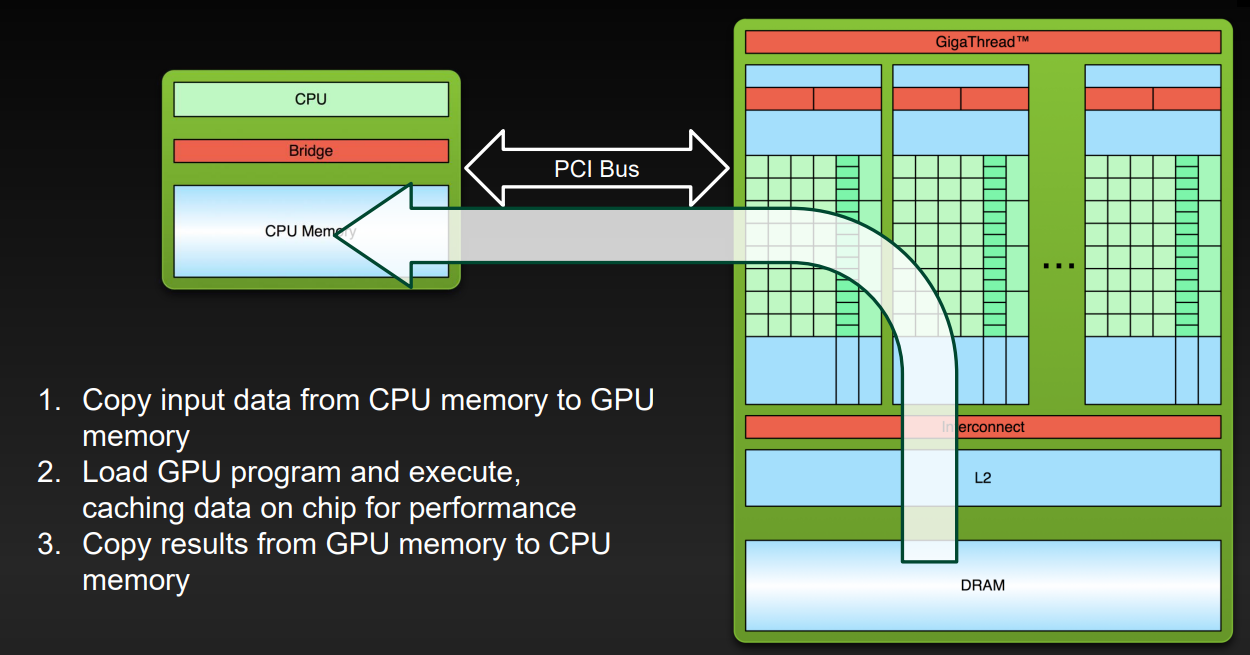 GigaThread™
CPU
Bridge
PCI Bus
CPU Memory
...
1. Copy input data from CPU memory to GPU
memory
2. Load GPU program and execute,
caching data on chip for performance
3. Copy results from GPU memory to CPU
memory
Interconnect
L2
DRAM